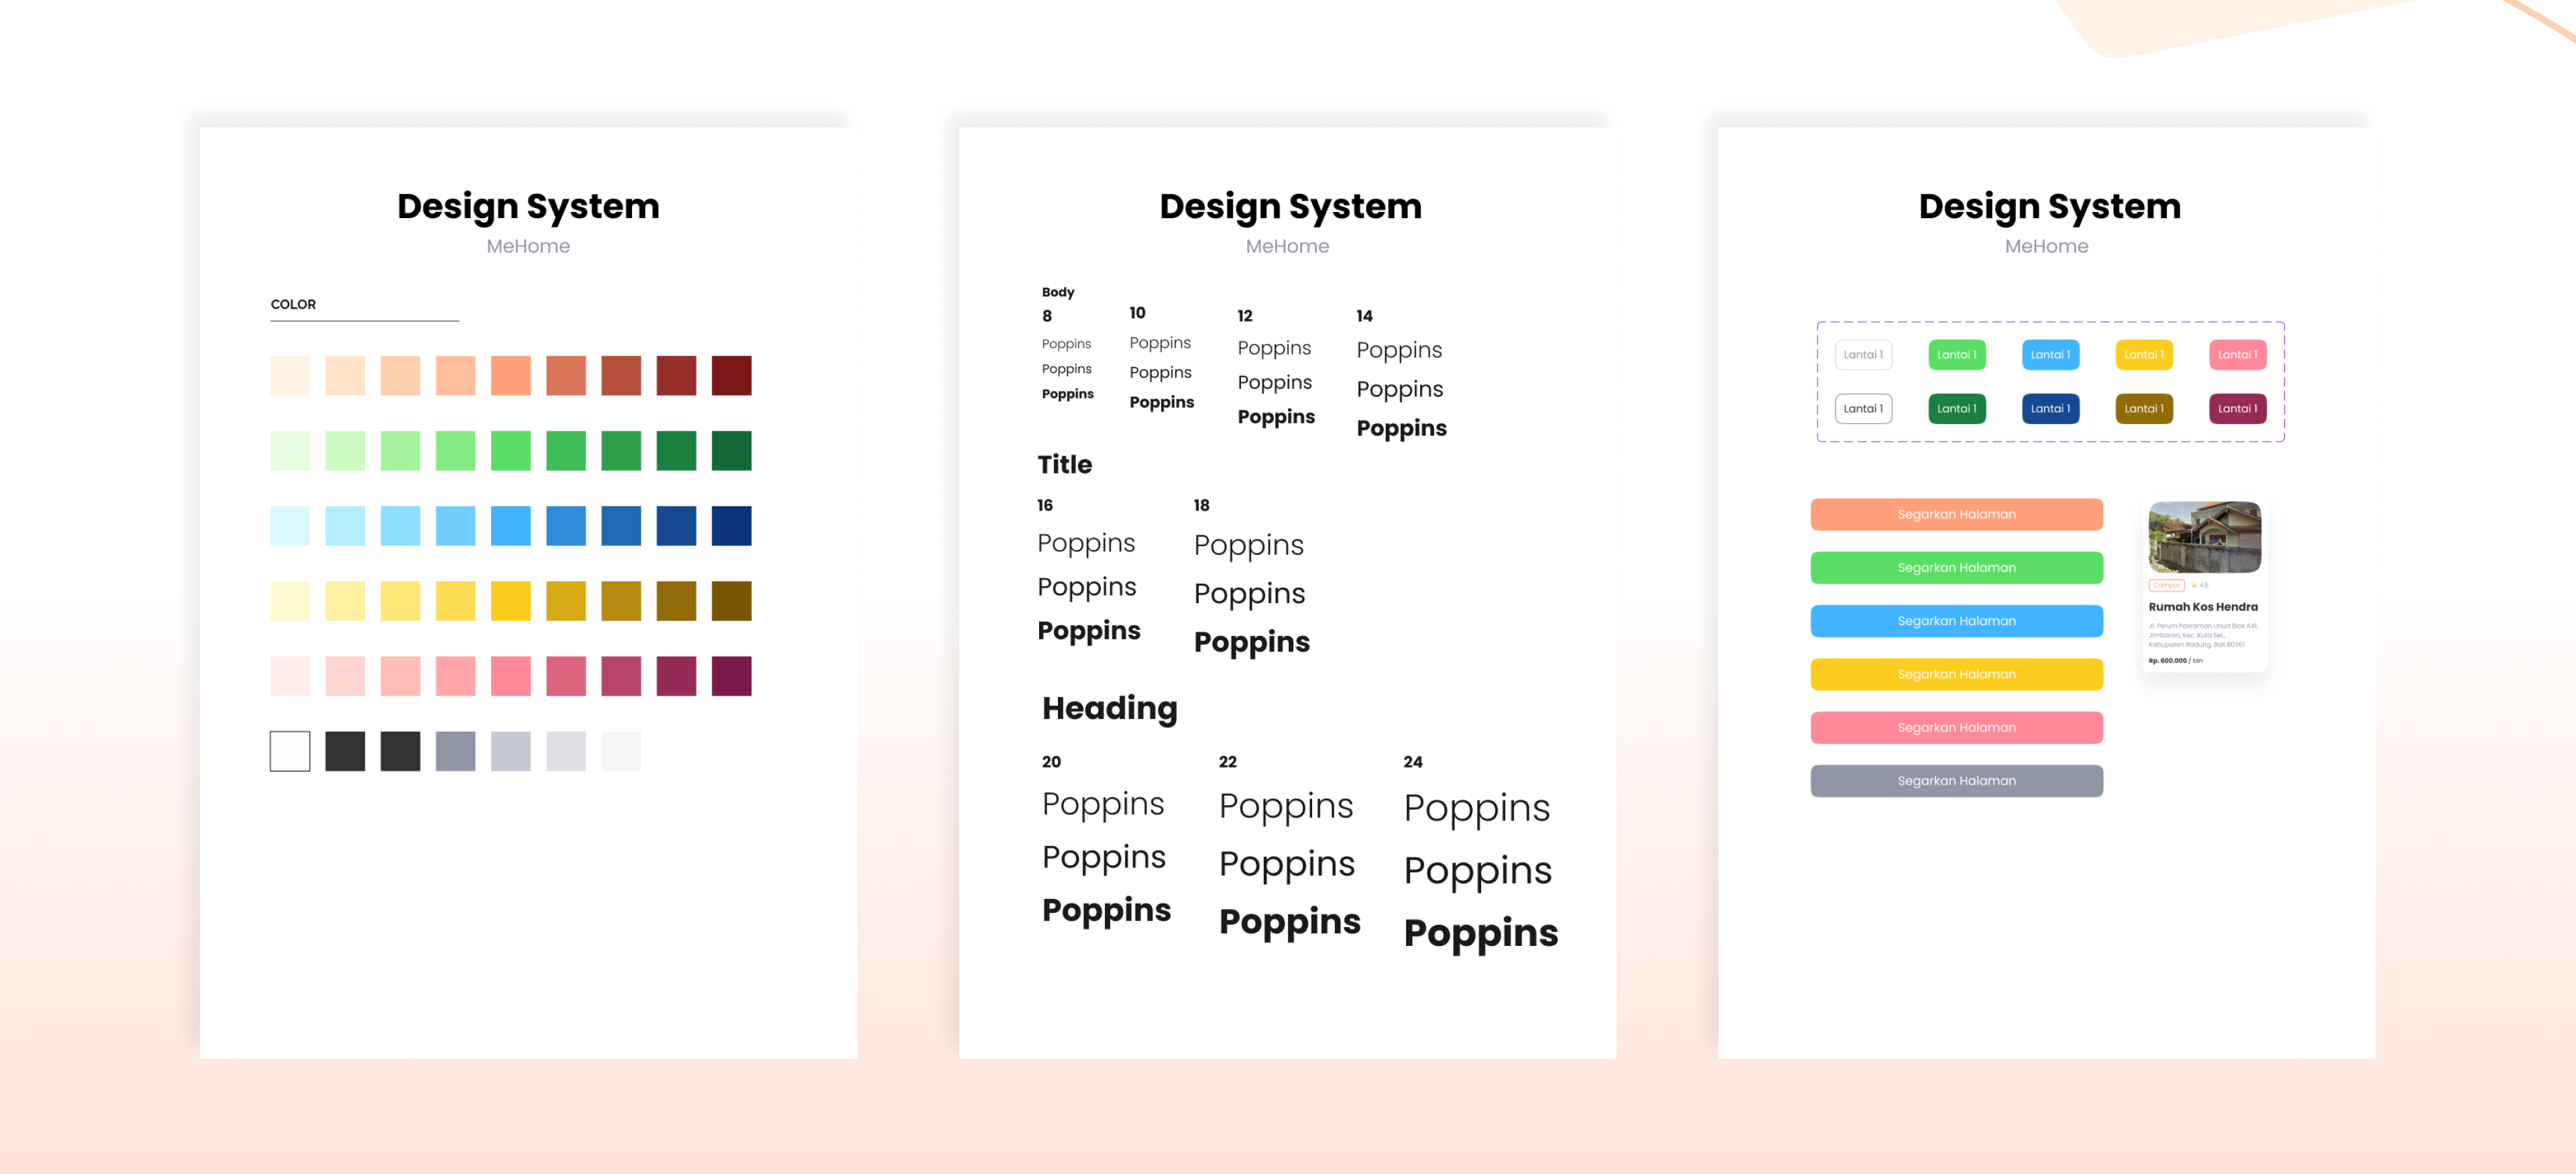 Design System
MeHome
COLOR
Design System
MeHome
Body
8
Poppins
Poppins
Poppins
10
Poppins
Poppins
Poppins
12
Poppins
Poppins
Poppins
14
Poppins
Poppins
Poppins
Title
16
Poppins
Poppins
Poppins
18
Poppins
Poppins
Poppins
Heading
20
Poppins
Poppins
Poppins
22
Poppins
Poppins
Poppins
24
Poppins
Poppins
Poppins
Design System
MeHome
Lantai 1 Lantai 1 Lantai 1 Lantai 1 Lantai 1
Lantai 1 Lantai 1 Lantai 1 Lantai 1 Lantai 1
Segarkan Halaman
Segarkan Halaman
Segarkan Halaman
Segarkan Halaman
Segarkan Halaman
Segarkan Halaman
Campur 4.8
Rumah Kos Hendra
Jl. Perum Pasraman Unud Blok A41,
Jimbaran, Kec. Kuta Sel.,
Kabupaten Badung, Bali 80361
Rp. 600.000 / bln